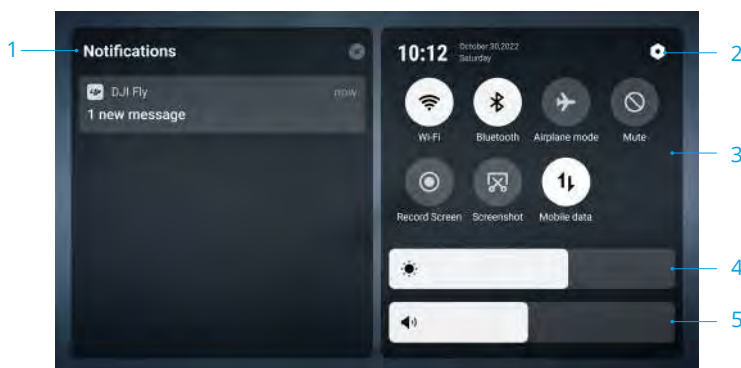 1
Notifications
DJI Fly
now
1 new message
10:12
October 30,2022
Saturday
2
Wi-Fi
Bluetooth
Airplane mode
Mute
3
Record Screen
Screenshot
Mobile data
4
5